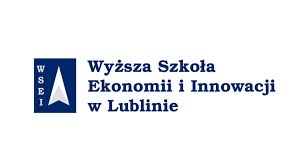 WSEI
Wyższa Szkoła
Ekonomii i Innowacji
w Lublinie